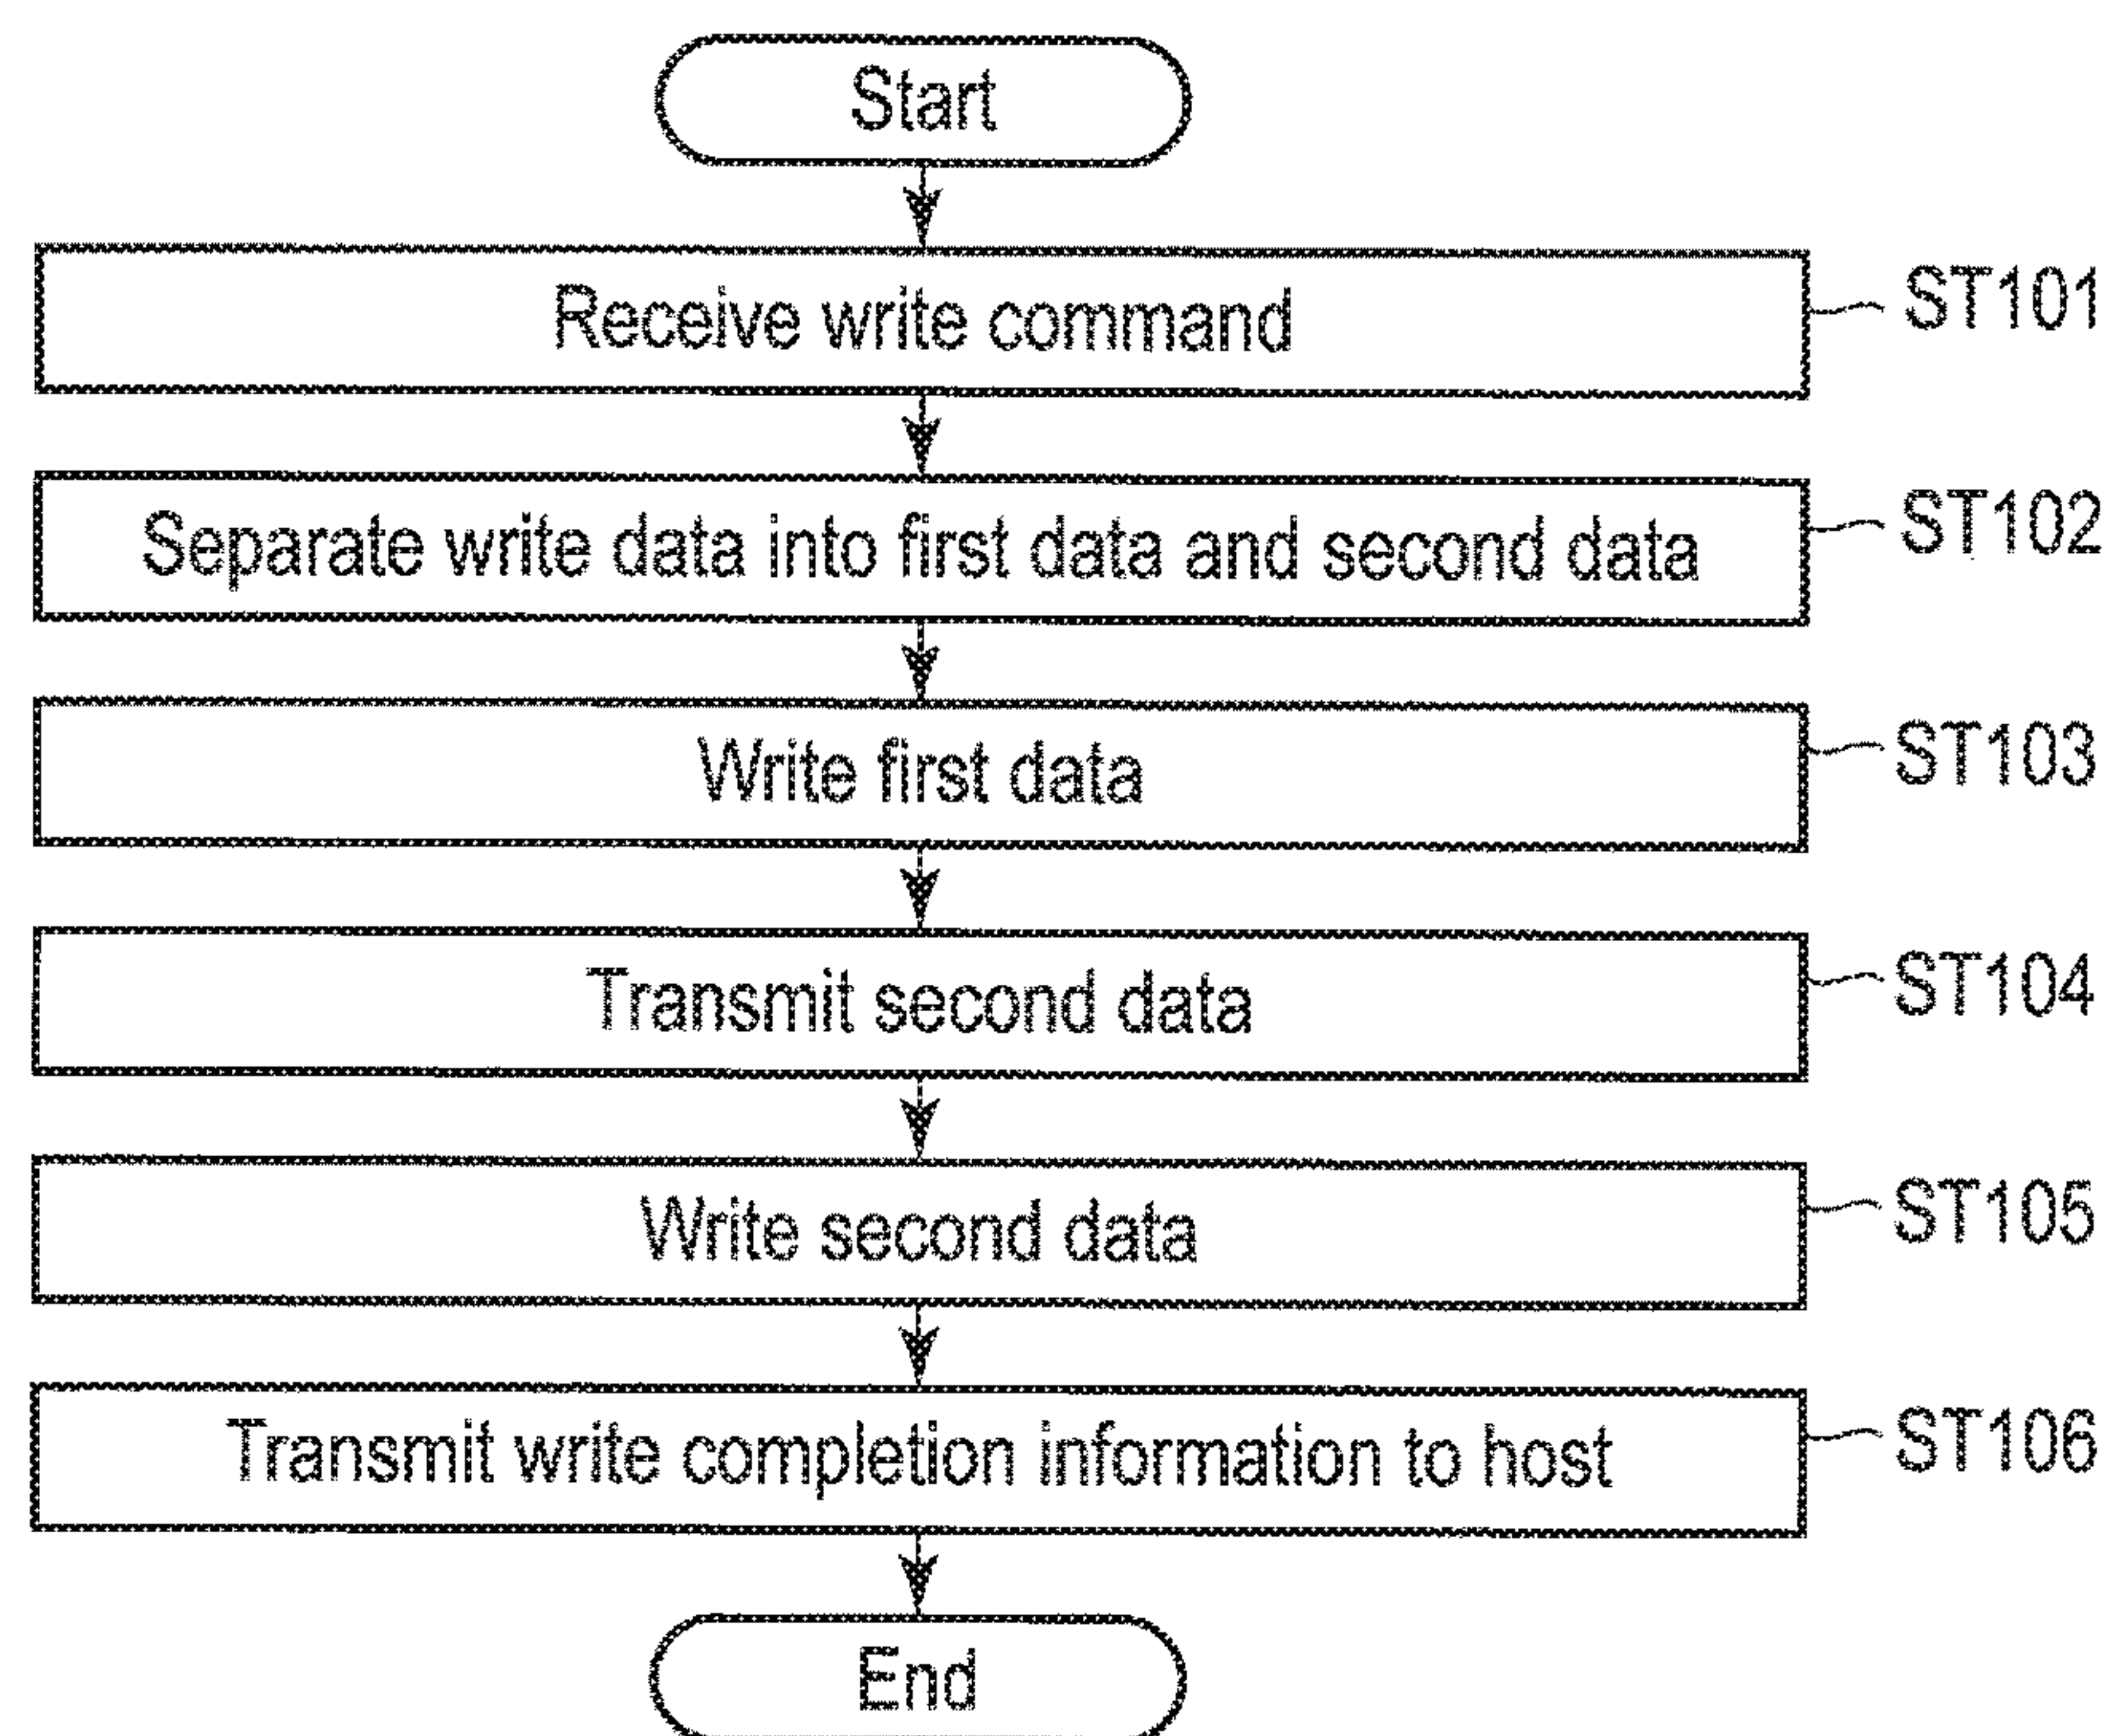 Start
Receive write command
ST101
Separate write data into first data and second data
ST102
Write first data
ST103
Transmit second data
ST104
Write second data
ST105
Transmit write completion information to host
ST106
End